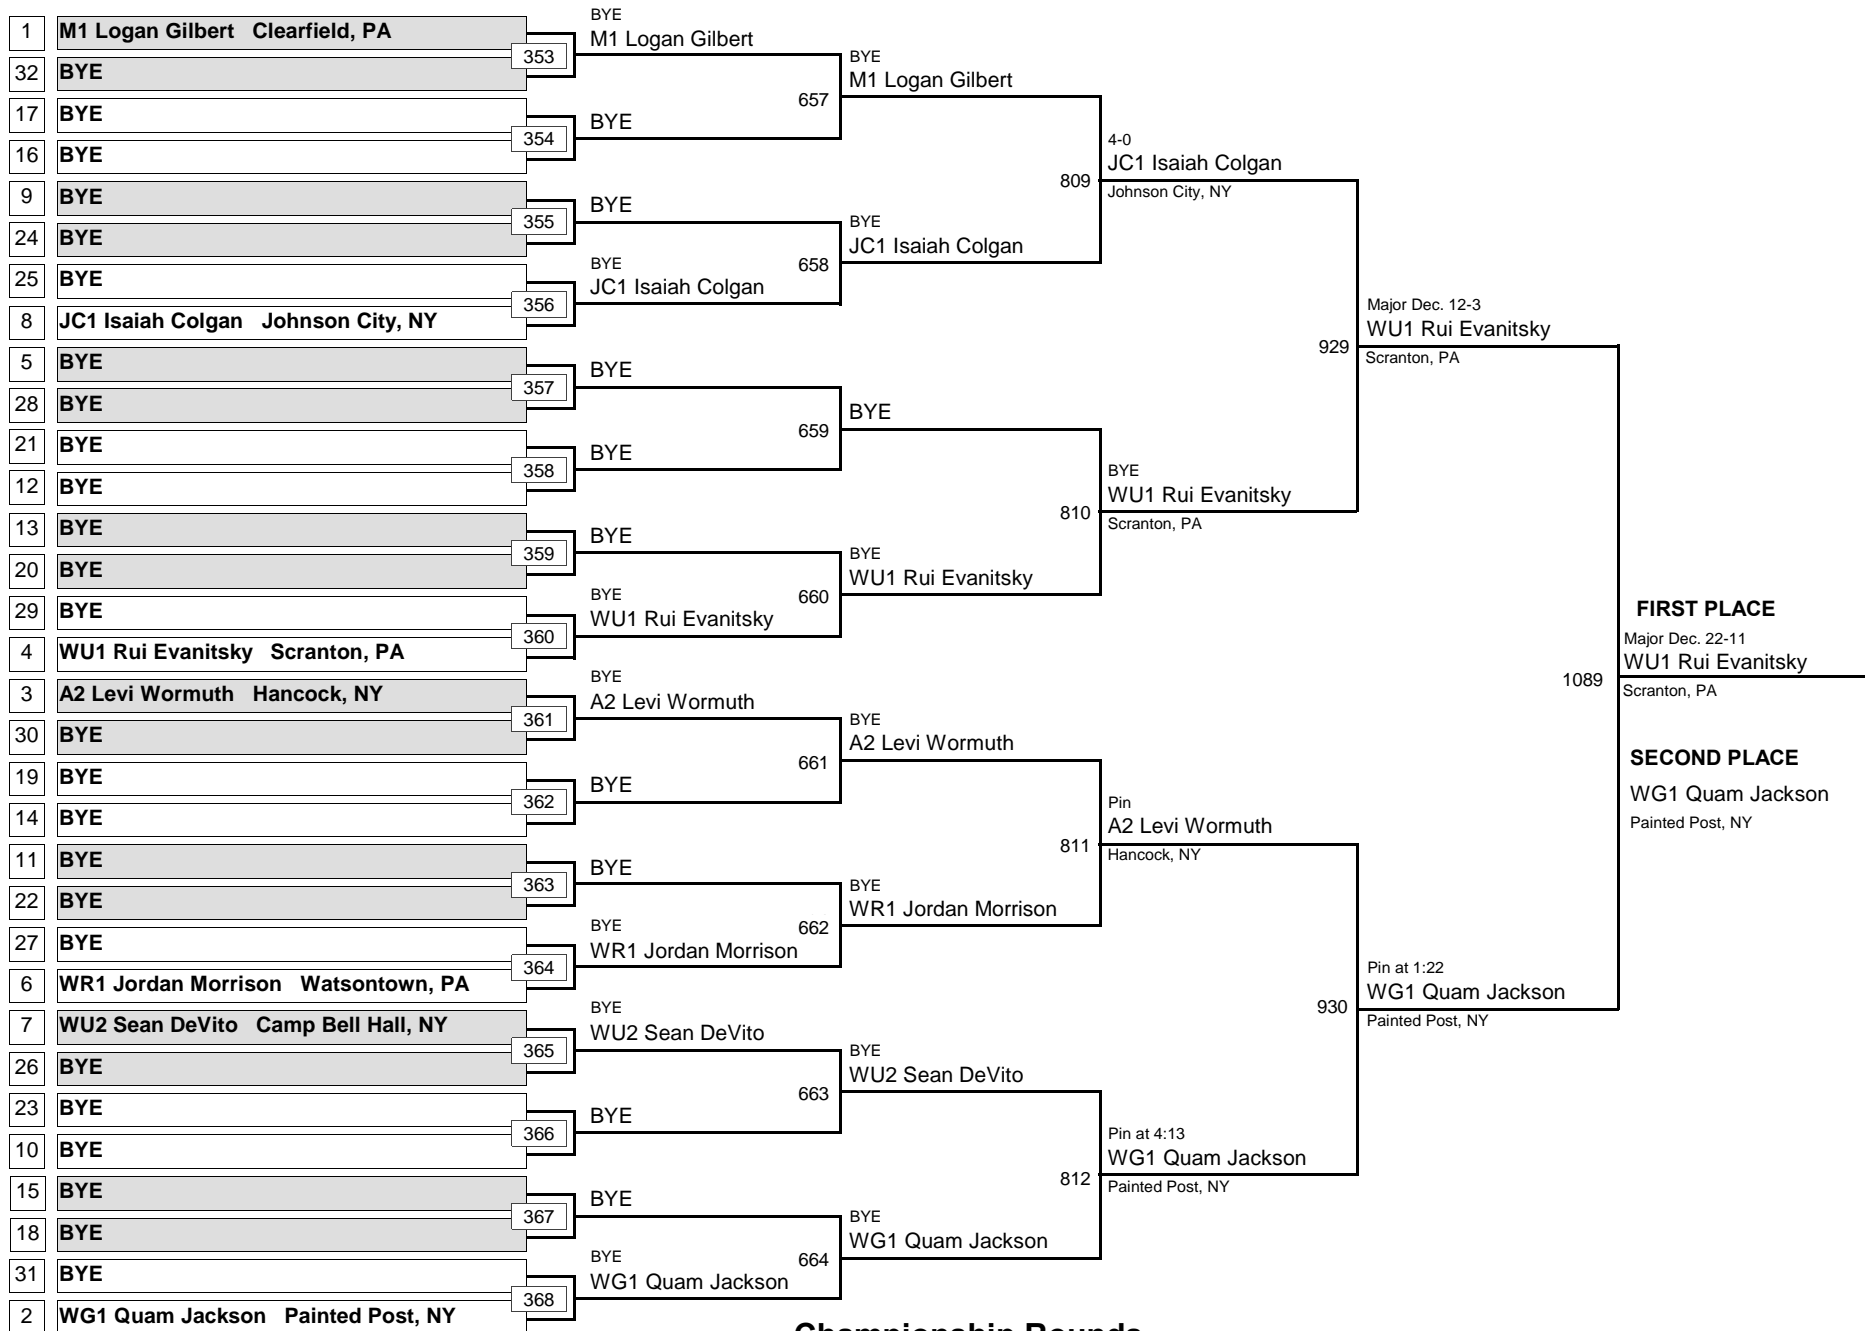 1 M1 Logan Gilbert Clearfield, PA
32 BYE
353
17 BYE
16 BYE
354
9 BYE
24 BYE
355
25 BYE
8 JC1 Isaiah Colgan Johnson City, NY
356
5 BYE
28 BYE
357
21 BYE
12 BYE
358
13 BYE
20 BYE
359
29 BYE
4 WU1 Rui Evanitsky Scranton, PA
360
3 A2 Levi Wormuth Hancock, NY
30 BYE
361
19 BYE
14 BYE
362
11 BYE
22 BYE
363
27 BYE
6 WR1 Jordan Morrison Watsontown, PA
364
7 WU2 Sean DeVito Camp Bell Hall, NY
26 BYE
365
23 BYE
10 BYE
366
15 BYE
18 BYE
367
31 BYE
2 WG1 Quam Jackson Painted Post, NY
368
BYE
M1 Logan Gilbert
657
BYE
BYE
658
BYE
JC1 Isaiah Colgan
BYE
659
BYE
BYE
660
BYE
WU1 Rui Evanitsky
BYE
A2 Levi Wormuth
661
BYE
BYE
662
BYE
WR1 Jordan Morrison
BYE
WU2 Sean DeVito
663
BYE
BYE
664
BYE
WG1 Quam Jackson
BYE
M1 Logan Gilbert
809
BYE
JC1 Isaiah Colgan
BYE
810
BYE
WU1 Rui Evanitsky
BYE
A2 Levi Wormuth
811
BYE
WR1 Jordan Morrison
BYE
WU2 Sean DeVito
812
BYE
WG1 Quam Jackson
4-0
JC1 Isaiah Colgan
Johnson City, NY
929
BYE
WU1 Rui Evanitsky
Scranton, PA
Pin
A2 Levi Wormuth
Hancock, NY
930
Pin at 4:13
WG1 Quam Jackson
Painted Post, NY
Major Dec. 12-3
WU1 Rui Evanitsky
Scranton, PA
1089
Pin at 1:22
WG1 Quam Jackson
Painted Post, NY
FIRST PLACE
Major Dec. 22-11
WU1 Rui Evanitsky
Scranton, PA
SECOND PLACE
WG1 Quam Jackson
Painted Post, NY
Championship Rounds